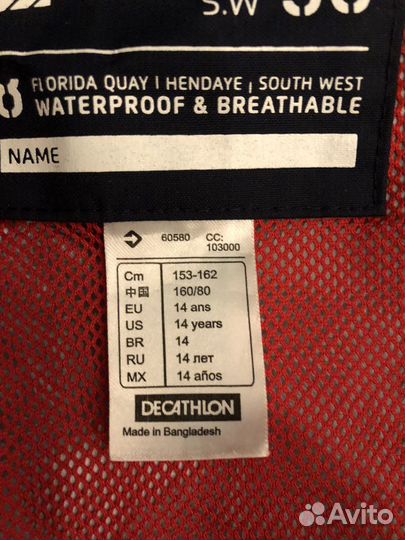 S.W
FLORIDA QUAY | HENDAYE | SOUTH WEST
WATERPROOF & BREATHABLE
NAME
60580 CC:
103000
Cm 153-162
中国 160/80
EU 14 ans
US 14 years
BR 14
RU 14 лет
MX 14 años
DECATHLON
Made in Bangladesh
Avito